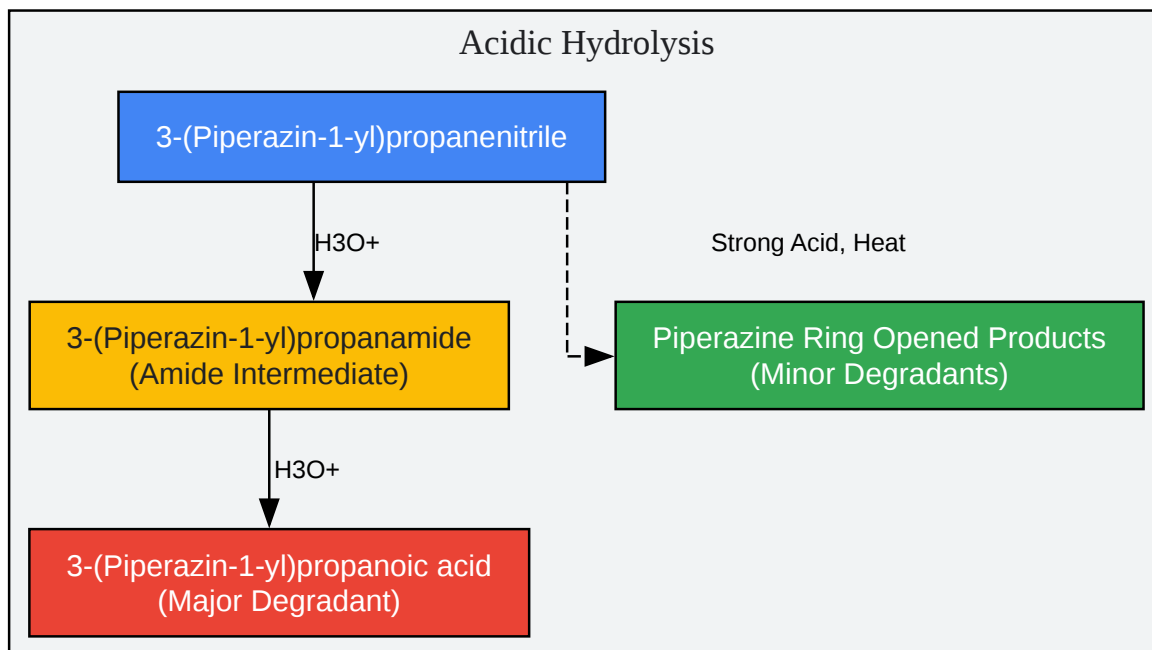 Acidic Hydrolysis
3-(Piperazin-1-yl)propanenitrile
H3O+
Strong Acid, Heat
3-(Piperazin-1-yl)propanamide
(Amide Intermediate)
Piperazine Ring Opened Products
(Minor Degradants)
H3O+
3-(Piperazin-1-yl)propanoic acid
(Major Degradant)